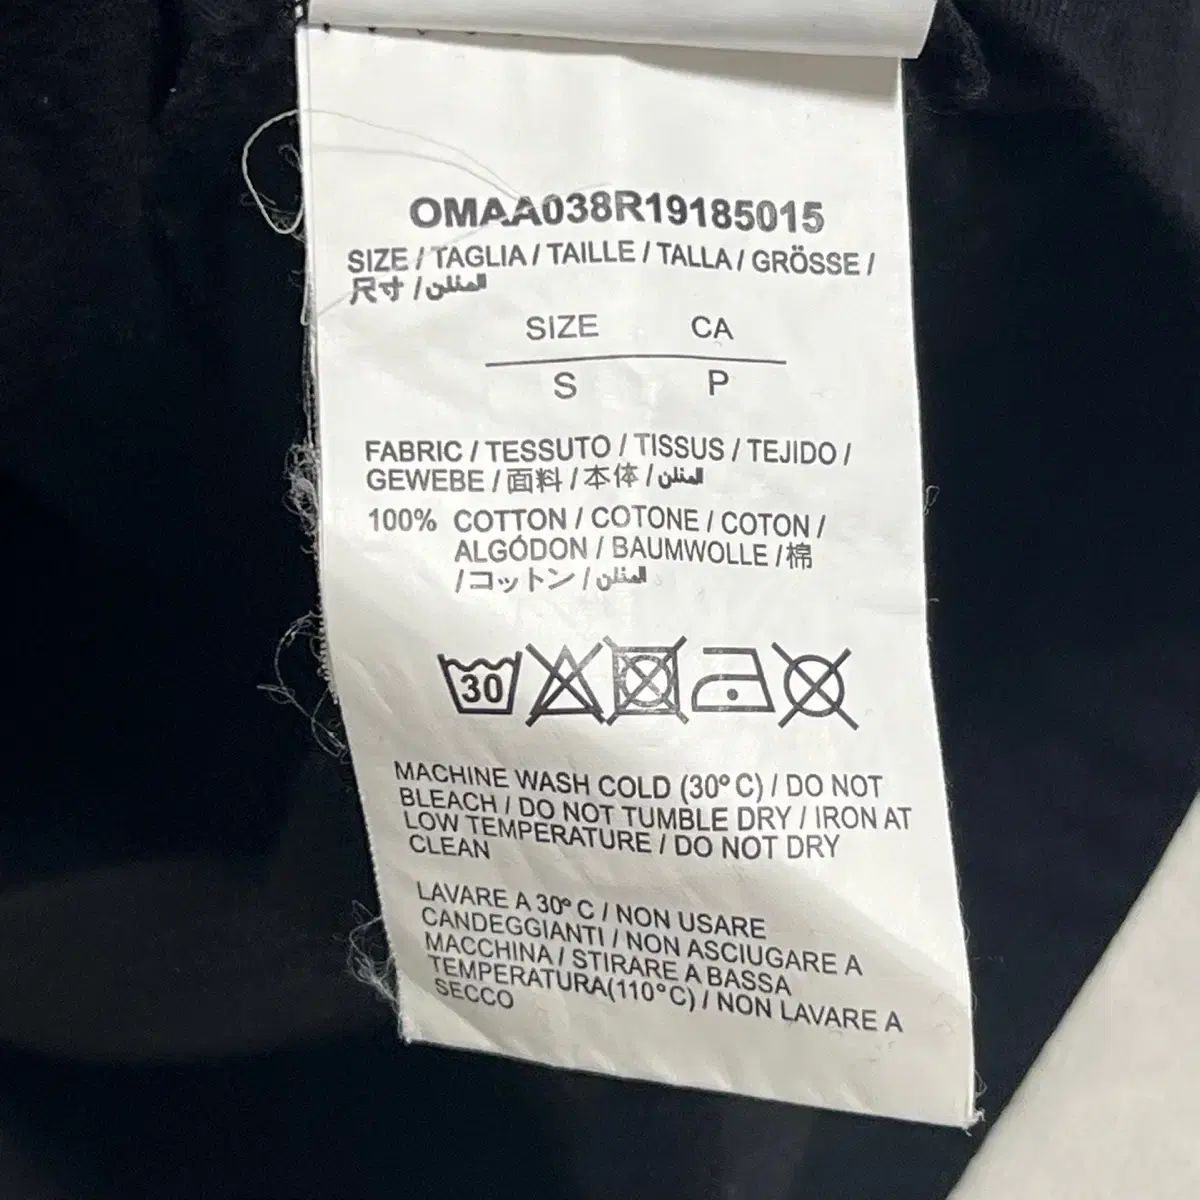 OMAA038R19185015
SIZE / TAGLIA / TAILLE / TALLA / GRÖSSE /
尺寸 /
SIZE CA
S P
FABRIC / TESSUTO / TISSUS / TEJIDO /
GEWEBE / 面料 / 本体 /
100% COTTON / COTONE / COTON /
ALGÓDON / BAUMWOLLE / 棉
/ コットン /
30
MACHINE WASH COLD (30°C) / DO NOT
BLEACH / DO NOT TUMBLE DRY / IRON AT
LOW TEMPERATURE / DO NOT DRY
CLEAN
LAVARE A 30°C / NON USARE
CANDEGGIANTI / NON ASCIUGARE A
MACCHINA / STIRARE A BASSA
TEMPERATURA(110°C) / NON LAVARE A
SECCO